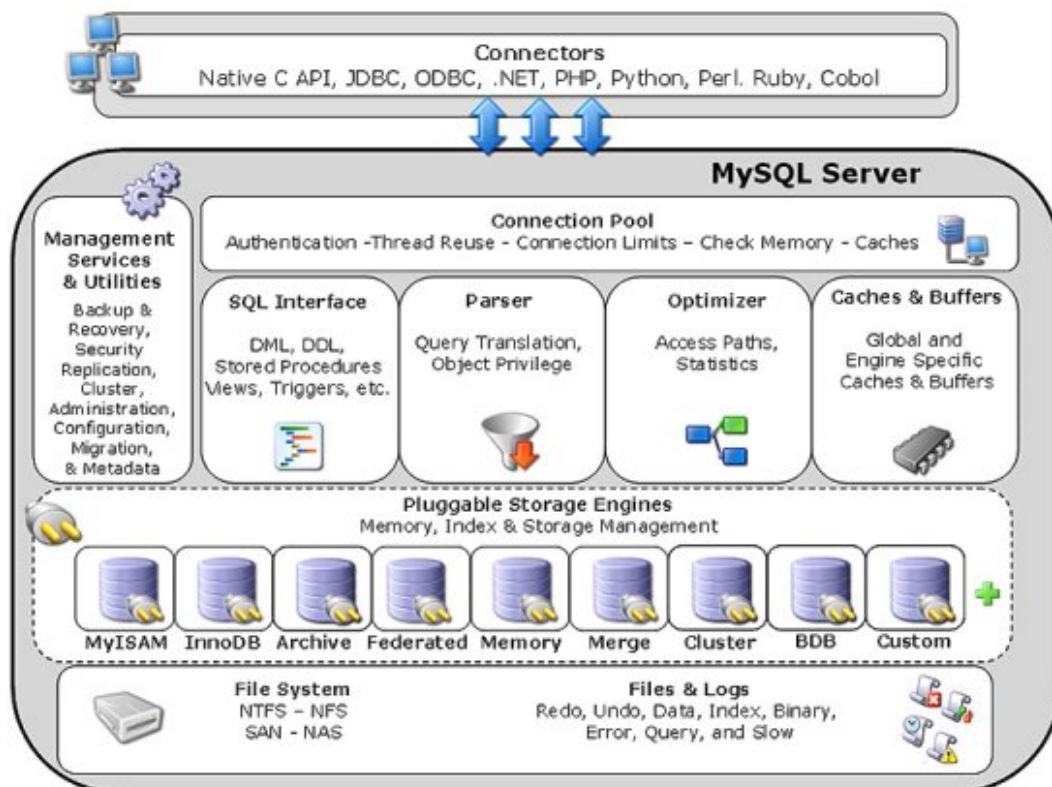 Connectors
Native C API, JDBC, ODBC, .NET, PHP, Python, Perl. Ruby, Cobol
MySQL Server
Management
Services
& Utilities
Backup &
Recovery,
Security
Replication,
Cluster,
Administration,
Configuration,
Migration,
& Metadata
Connection Pool
Authentication -Thread Reuse - Connection Limits – Check Memory - Caches
SQL Interface
DML, DDL,
Stored Procedures
Views, Triggers, etc.
Parser
Query Translation,
Object Privilege
Optimizer
Access Paths,
Statistics
Caches & Buffers
Global and
Engine Specific
Caches & Buffers
Pluggable Storage Engines
Memory, Index & Storage Management
MyISAM
InnoDB
Archive
Federated
Memory
Merge
Cluster
BDB
Custom
File System
NTFS – NFS
SAN - NAS
Files & Logs
Redo, Undo, Data, Index, Binary,
Error, Query, and Slow